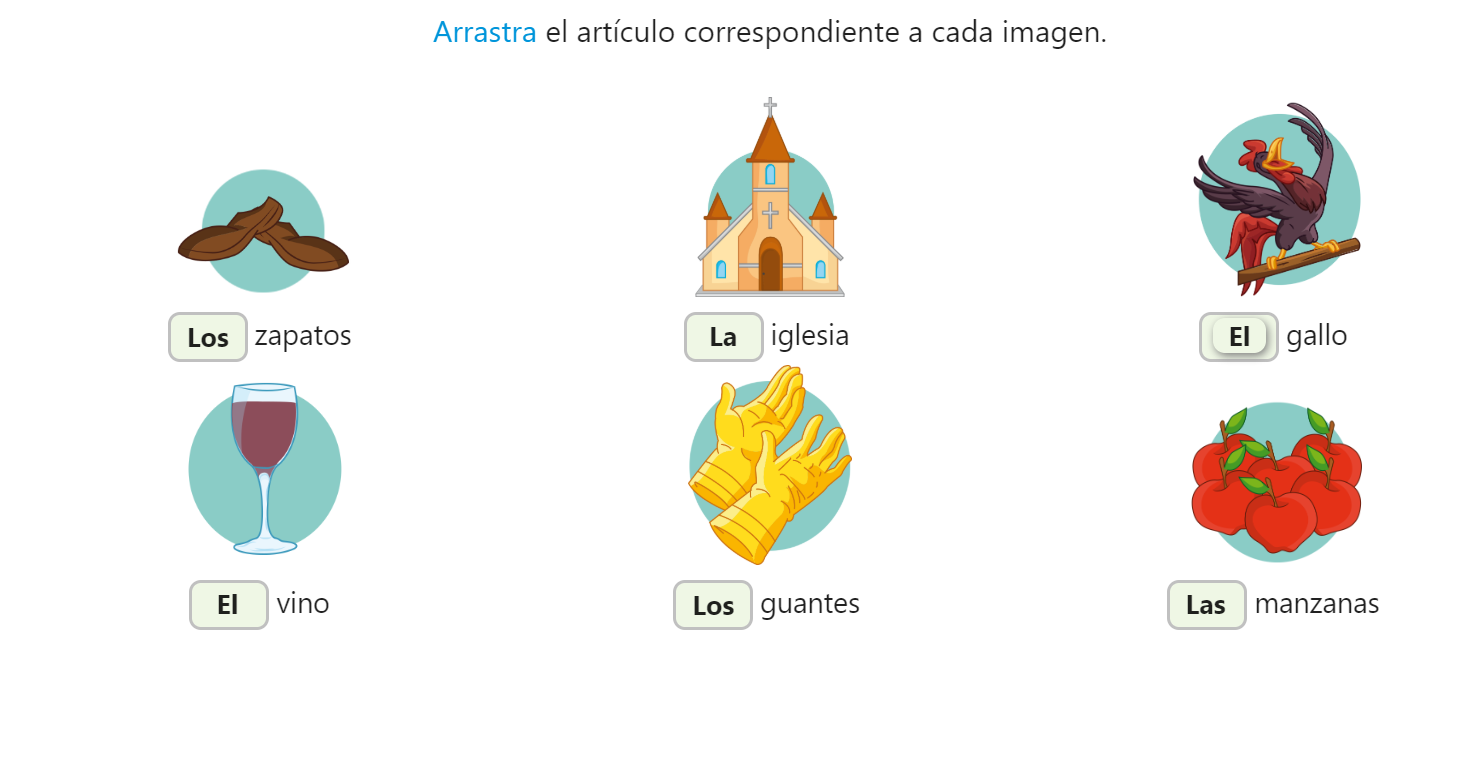 Arrastra el artículo correspondiente a cada imagen.
Los zapatos
La iglesia
El gallo
El vino
Los guantes
Las manzanas